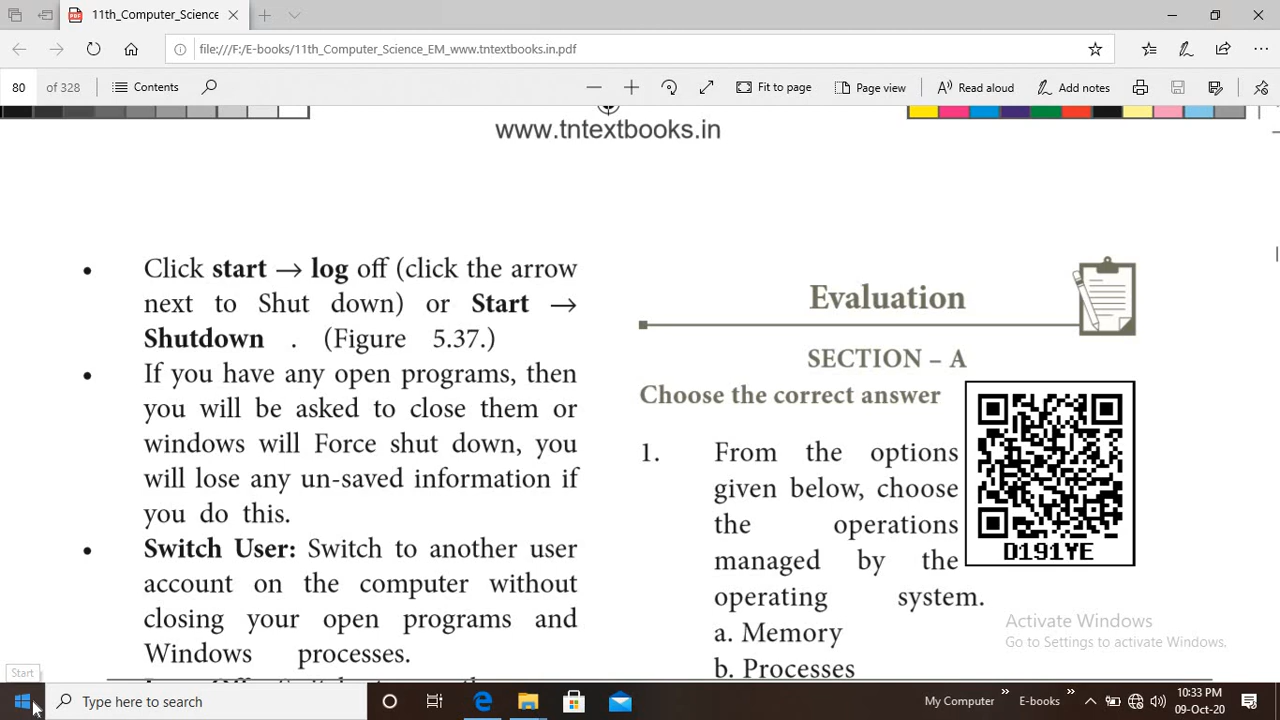 11th_Computer_Science
file:///F:/E-books/11th_Computer_Science_EM_www.tntextbooks.in.pdf
80 of 328 Contents Fit to page Page view Read aloud Add notes
www.tntextbooks.in
• Click start → log off (click the arrow
next to Shut down) or Start →
Shutdown . (Figure 5.37.)
• If you have any open programs, then
you will be asked to close them or
windows will Force shut down, you
will lose any un-saved information if
you do this.
• Switch User: Switch to another user
account on the computer without
closing your open programs and
Windows processes.
Evaluation
SECTION – A
Choose the correct answer
1. From the options
given below, choose
the operations
managed by the
operating system.
a. Memory
b. Processes
D191YE
Activate Windows
Go to Settings to activate Windows.
Start
Type here to search
My Computer
E-books
10:33 PM
09-Oct-20